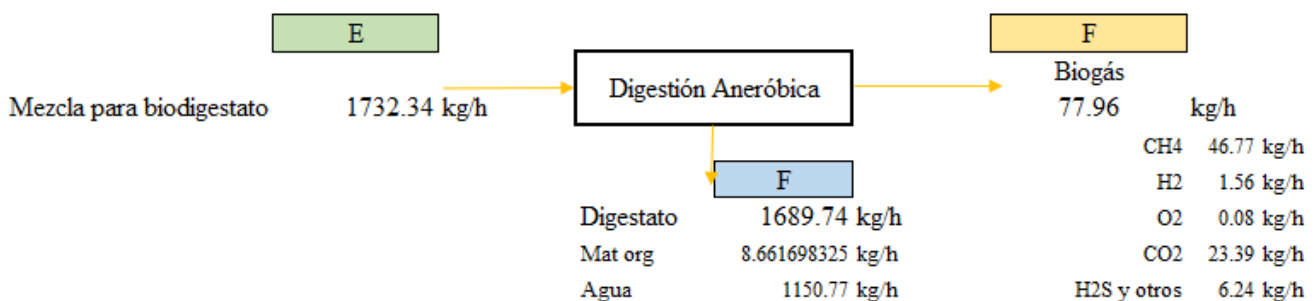 E
F
Mezcla para biodigestato 1732.34 kg/h
Digestión Aneróbica
Biogás
77.96 kg/h
CH4 46.77 kg/h
H2 1.56 kg/h
O2 0.08 kg/h
CO2 23.39 kg/h
H2S y otros 6.24 kg/h
F
Digestato 1689.74 kg/h
Mat org 8.661698325 kg/h
Agua 1150.77 kg/h